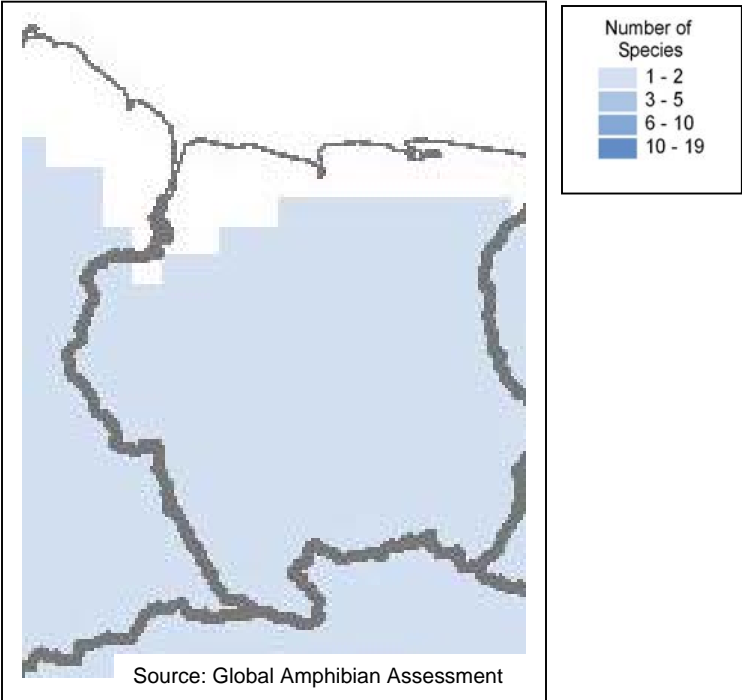 Number of
Species
1 - 2
3 - 5
6 - 10
10 - 19
Source: Global Amphibian Assessment